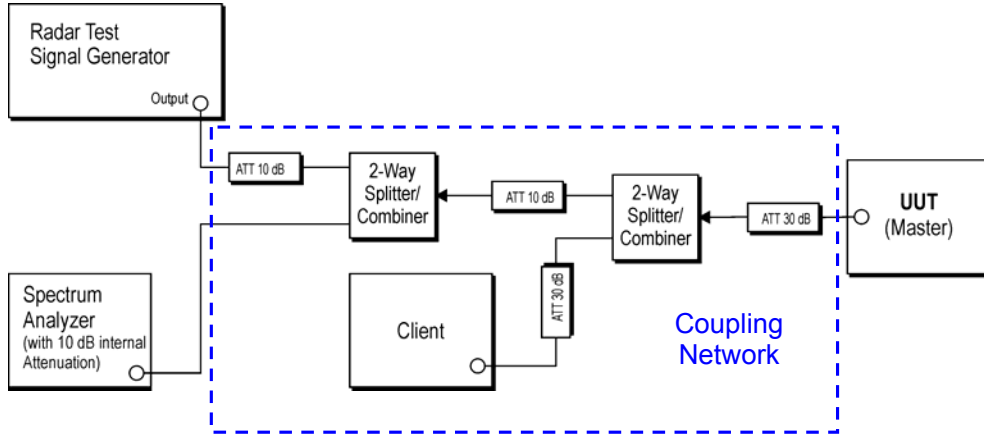 Radar Test
Signal Generator
Output
ATT 10 dB
2-Way
Splitter/
Combiner
ATT 10 dB
2-Way
Splitter/
Combiner
ATT 30 dB
UUT
(Master)
Spectrum
Analyzer
(with 10 dB internal
Attenuation)
Client
ATT 30 dB
Coupling
Network